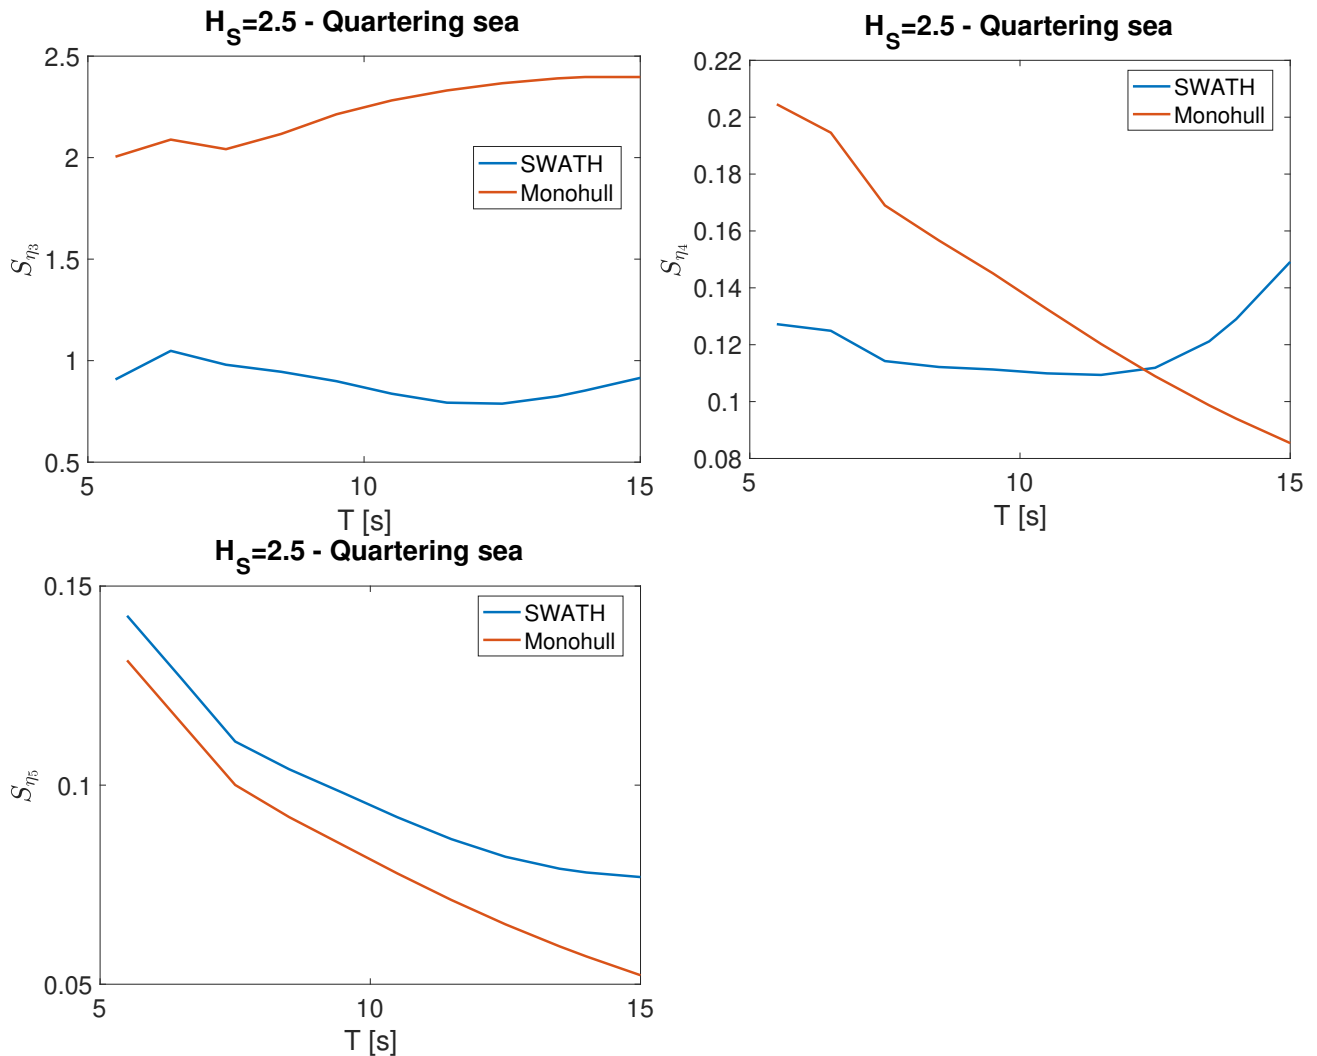 H_S=2.5 - Quartering sea
2.5
2
1.5
1
0.5
S_η3
SWATH
Monohull
5
10
15
T [s]
H_S=2.5 - Quartering sea
0.22
0.2
0.18
0.16
0.14
0.12
0.1
0.08
S_η4
SWATH
Monohull
5
10
15
T [s]
H_S=2.5 - Quartering sea
0.15
0.1
0.05
S_η5
SWATH
Monohull
5
10
15
T [s]